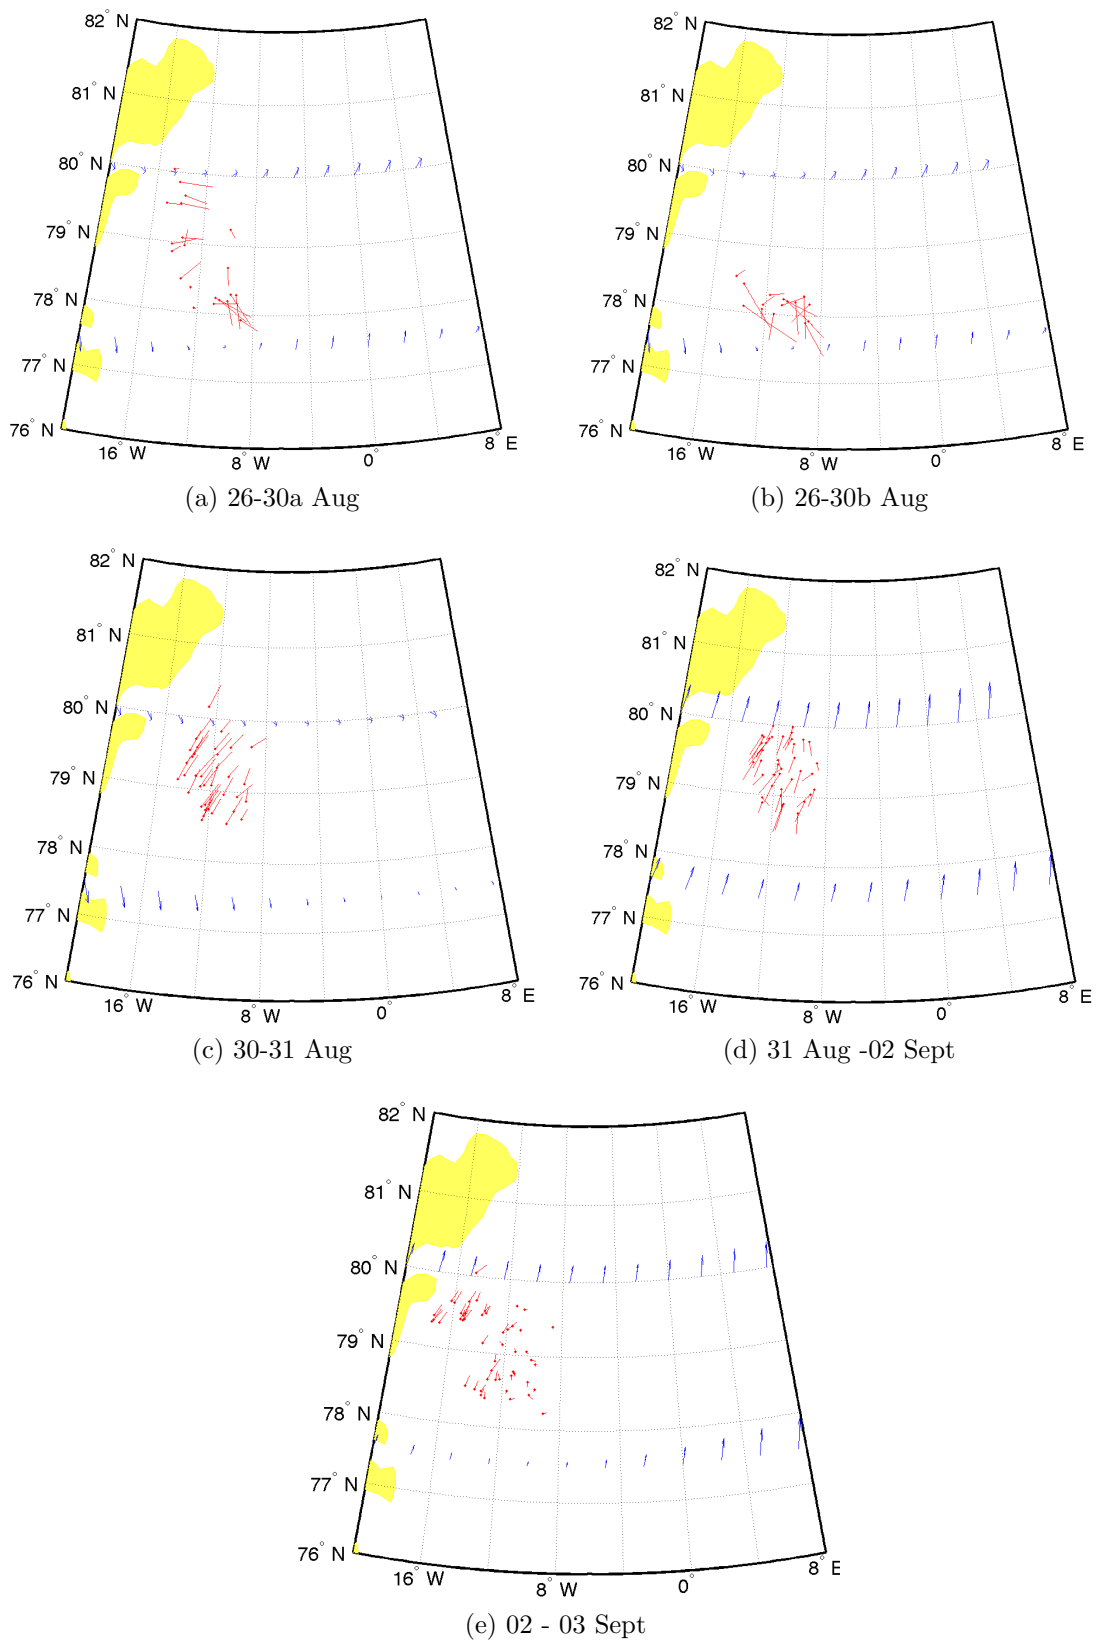 82° N
81° N
80° N
79° N
78° N
77° N
76° N
16° W
8° W
0°
8° E
(a) 26-30a Aug
82° N
81° N
80° N
79° N
78° N
77° N
76° N
16° W
8° W
0°
8° E
(b) 26-30b Aug
82° N
81° N
80° N
79° N
78° N
77° N
76° N
16° W
8° W
0°
8° E
(c) 30-31 Aug
82° N
81° N
80° N
79° N
78° N
77° N
76° N
16° W
8° W
0°
8° E
(d) 31 Aug -02 Sept
82° N
81° N
80° N
79° N
78° N
77° N
76° N
16° W
8° W
0°
8° E
(e) 02 - 03 Sept